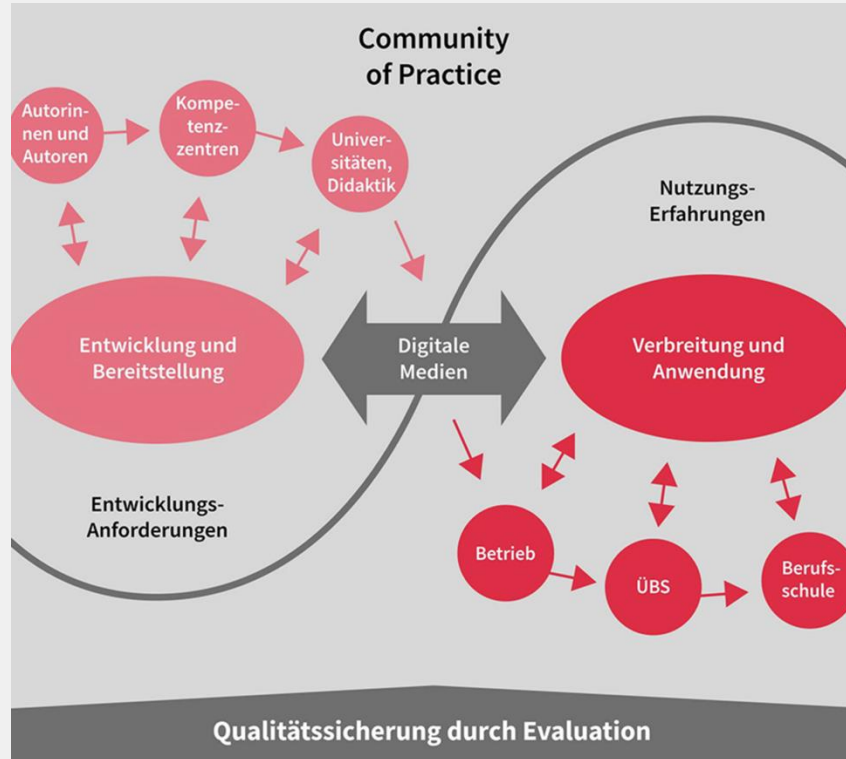 Community
of Practice
Autorin-
nen und
Autoren
Kompe-
tenz-
zentren
Univer-
sitäten,
Didaktik
Nutzungs-
Erfahrungen
Entwicklung und
Bereitstellung
Digitale
Medien
Verbreitung und
Anwendung
Entwicklungs-
Anforderungen
Betrieb
ÜBS
Berufs-
schule
Qualitätssicherung durch Evaluation